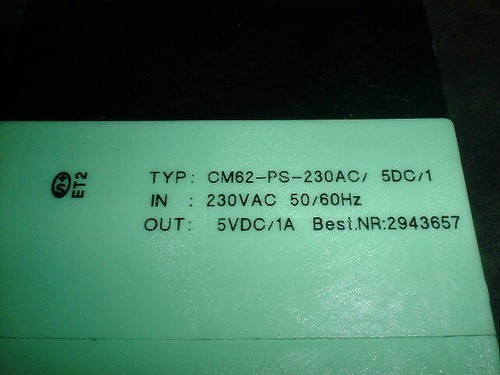 TYP: CM62-PS-230AC/ 5DC/1
IN : 230VAC 50/60Hz
OUT: 5VDC/1A Best.NR:2943657
ET2